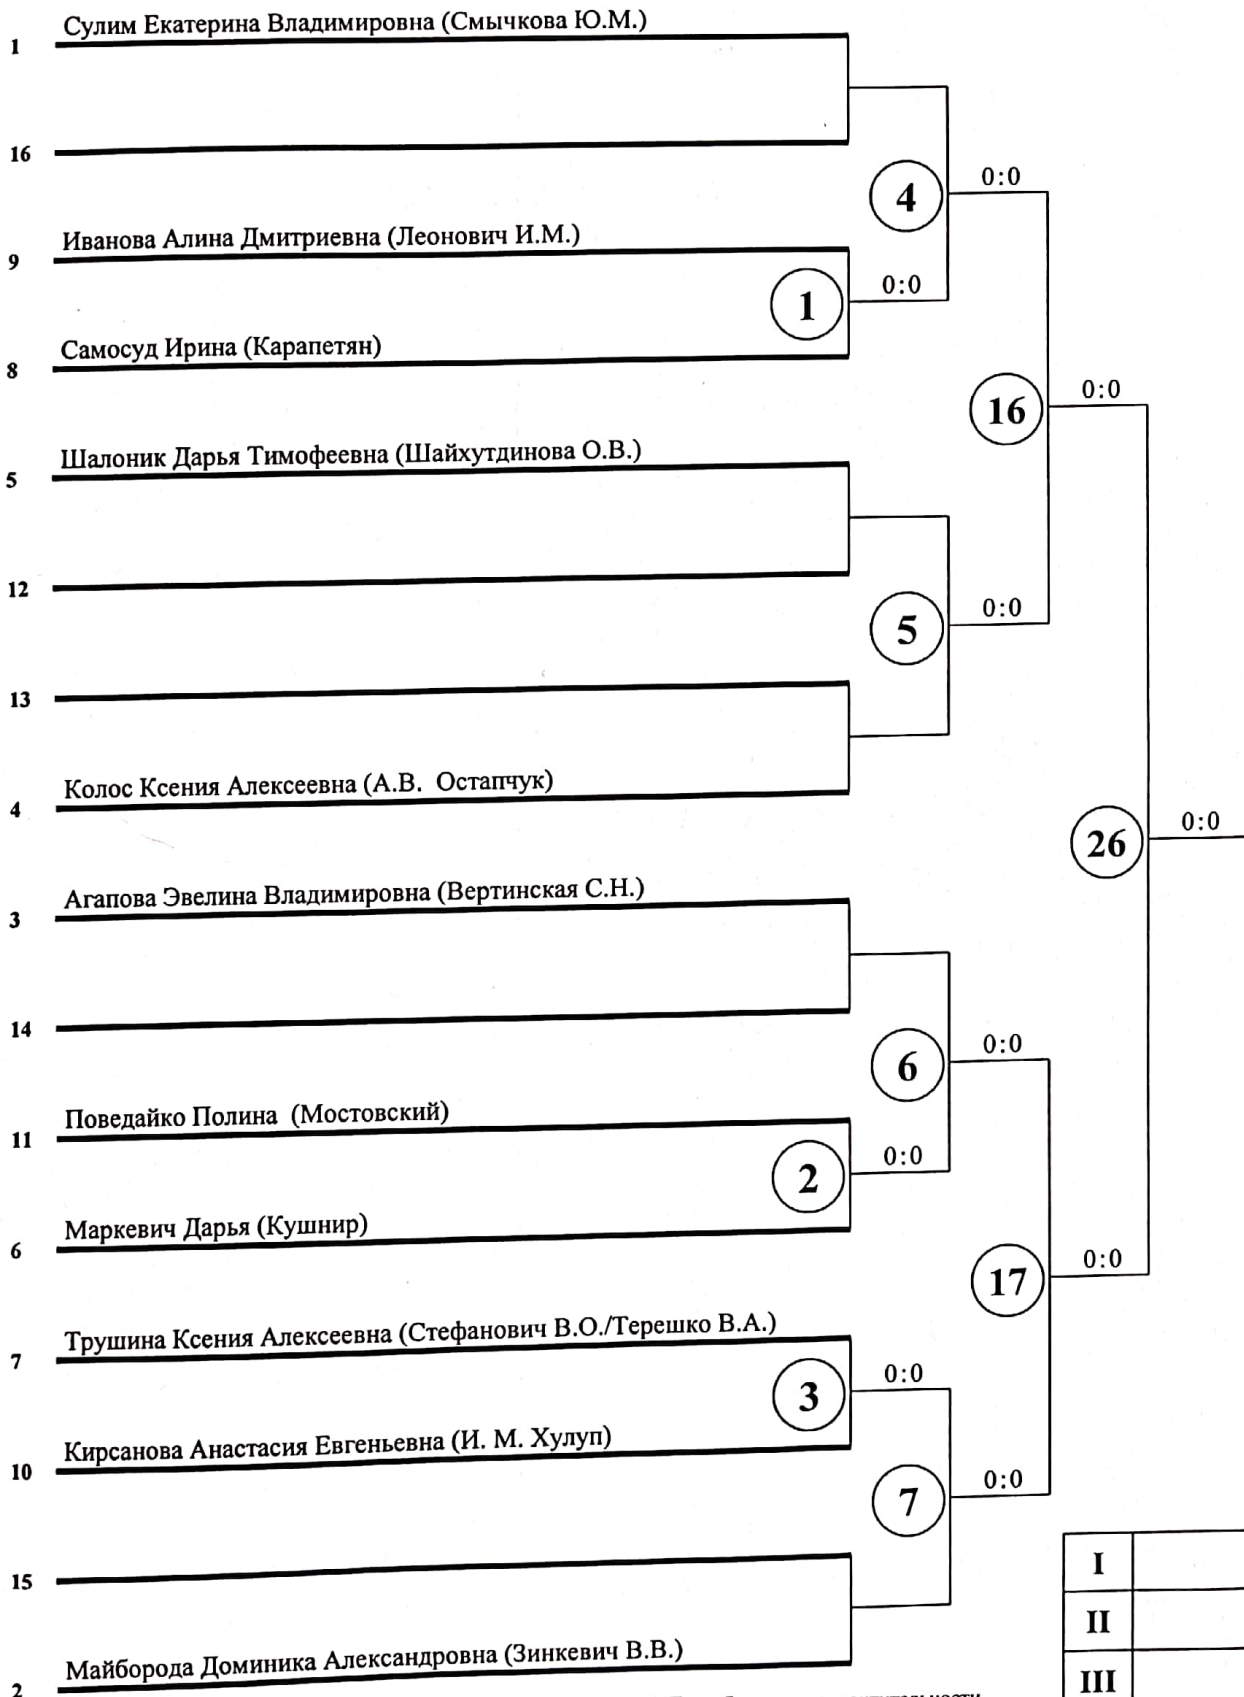 Сулим Екатерина Владимировна (Смычкова Ю.М.)
1
16
4
0:0
Иванова Алина Дмитриевна (Леонович И.М.)
9
1
0:0
Самосуд Ирина (Карапетян)
8
16
0:0
Шалоник Дарья Тимофеевна (Шайхутдинова О.В.)
5
12
5
0:0
13
Колос Ксения Алексеевна (А.В. Остапчук)
4
26
0:0
Агапова Эвелина Владимировна (Вертинская С.Н.)
3
14
6
0:0
Поведайко Полина (Мостовский)
11
2
0:0
Маркевич Дарья (Кушнир)
6
17
0:0
Трушина Ксения Алексеевна (Стефанович В.О./Терешко В.А.)
7
3
0:0
Кирсанова Анастасия Евгеньевна (И. М. Хулуп)
10
7
0:0
15
Майборода Доминика Александровна (Зинкевич В.В.)
2
I
II
III